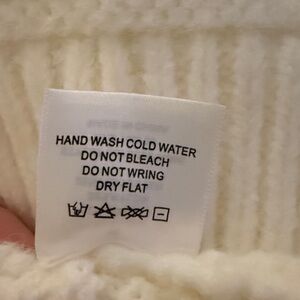 HAND WASH COLD WATER
DO NOT BLEACH
DO NOT WRING
DRY FLAT